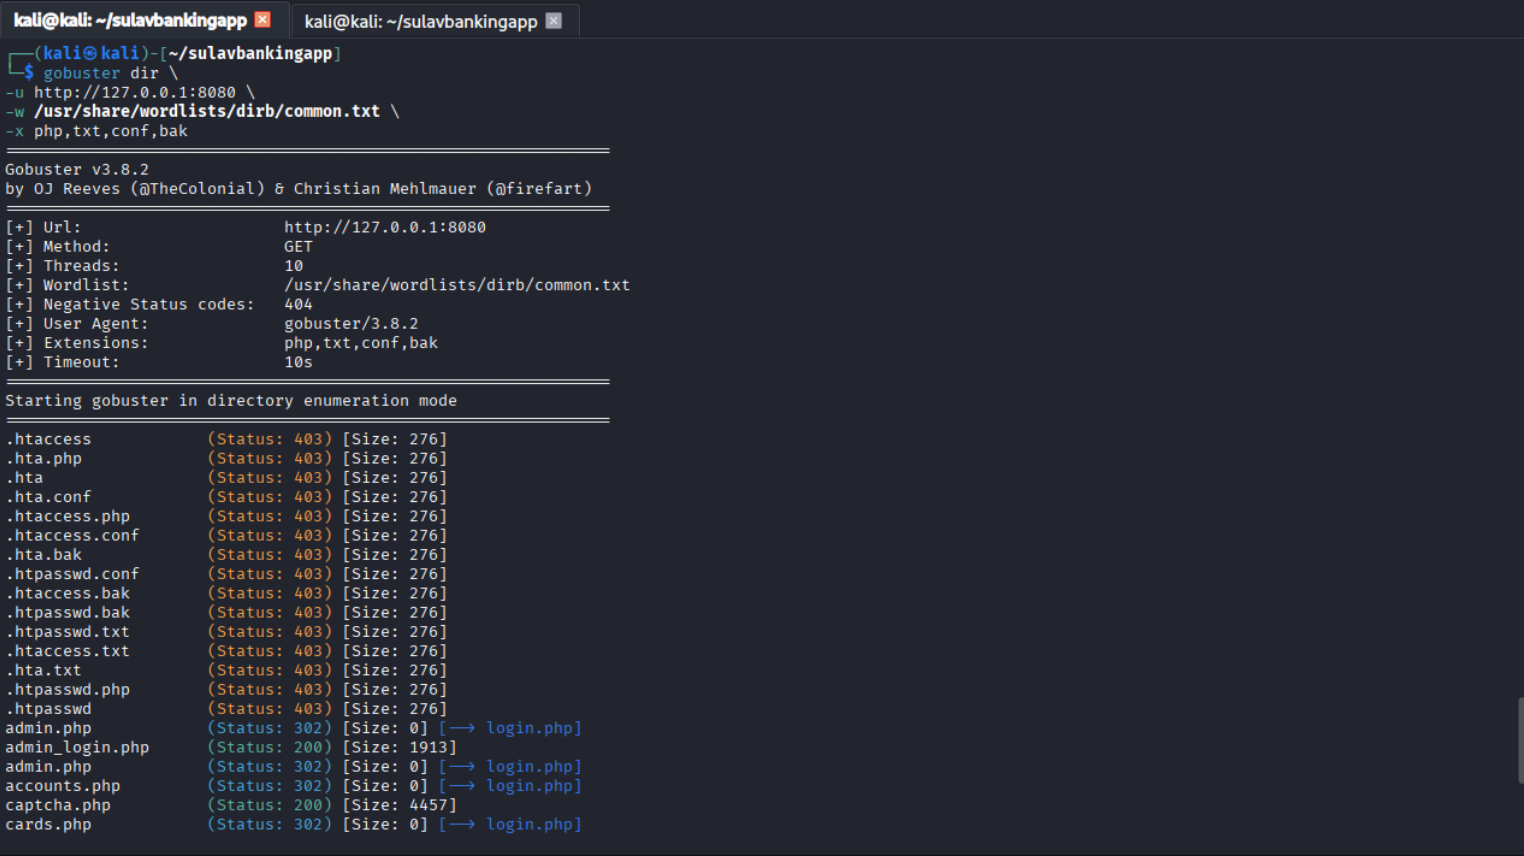 kali@kali: ~/sulavbankingapp
kali@kali: ~/sulavbankingapp
┌──(kali㉿kali)-[~/sulavbankingapp]
└─$ gobuster dir \
-u http://127.0.0.1:8080 \
-w /usr/share/wordlists/dirb/common.txt \
-x php,txt,conf,bak
===============================================================
Gobuster v3.8.2
by OJ Reeves (@TheColonial) & Christian Mehlmauer (@firefart)
===============================================================
[+] Url:                     http://127.0.0.1:8080
[+] Method:                  GET
[+] Threads:                 10
[+] Wordlist:                /usr/share/wordlists/dirb/common.txt
[+] Negative Status codes:   404
[+] User Agent:              gobuster/3.8.2
[+] Extensions:              php,txt,conf,bak
[+] Timeout:                 10s
===============================================================
Starting gobuster in directory enumeration mode
===============================================================
.htaccess            (Status: 403) [Size: 276]
.hta.php             (Status: 403) [Size: 276]
.hta                 (Status: 403) [Size: 276]
.hta.conf            (Status: 403) [Size: 276]
.htaccess.php        (Status: 403) [Size: 276]
.htaccess.conf       (Status: 403) [Size: 276]
.hta.bak             (Status: 403) [Size: 276]
.htpasswd.conf       (Status: 403) [Size: 276]
.htaccess.bak        (Status: 403) [Size: 276]
.htpasswd.bak        (Status: 403) [Size: 276]
.htpasswd.txt        (Status: 403) [Size: 276]
.htaccess.txt        (Status: 403) [Size: 276]
.hta.txt             (Status: 403) [Size: 276]
.htpasswd.php        (Status: 403) [Size: 276]
.htpasswd            (Status: 403) [Size: 276]
admin.php            (Status: 302) [Size: 0] [--> login.php]
admin_login.php      (Status: 200) [Size: 1913]
admin.php            (Status: 302) [Size: 0] [--> login.php]
accounts.php         (Status: 302) [Size: 0] [--> login.php]
captcha.php          (Status: 200) [Size: 4457]
cards.php            (Status: 302) [Size: 0] [--> login.php]